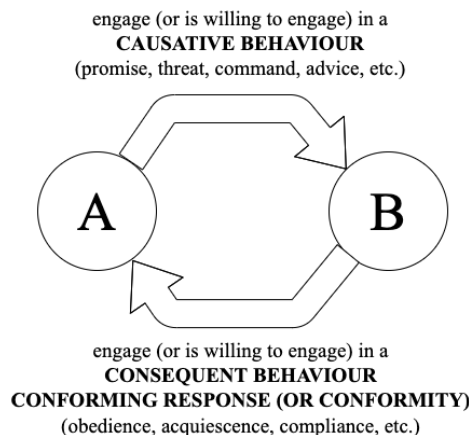 engage (or is willing to engage) in a
CAUSATIVE BEHAVIOUR
(promise, threat, command, advice, etc.)
A
B
engage (or is willing to engage) in a
CONSEQUENT BEHAVIOUR
CONFORMING RESPONSE (OR CONFORMITY)
(obedience, acquiescence, compliance, etc.)